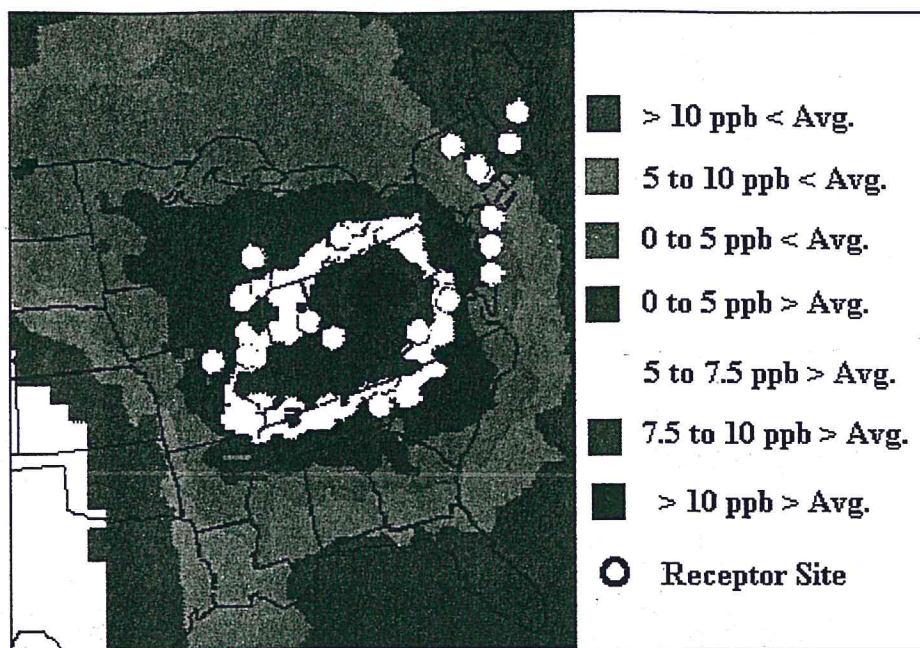 > 10 ppb < Avg.
5 to 10 ppb < Avg.
0 to 5 ppb < Avg.
0 to 5 ppb > Avg.
5 to 7.5 ppb > Avg.
7.5 to 10 ppb > Avg.
> 10 ppb > Avg.
Receptor Site